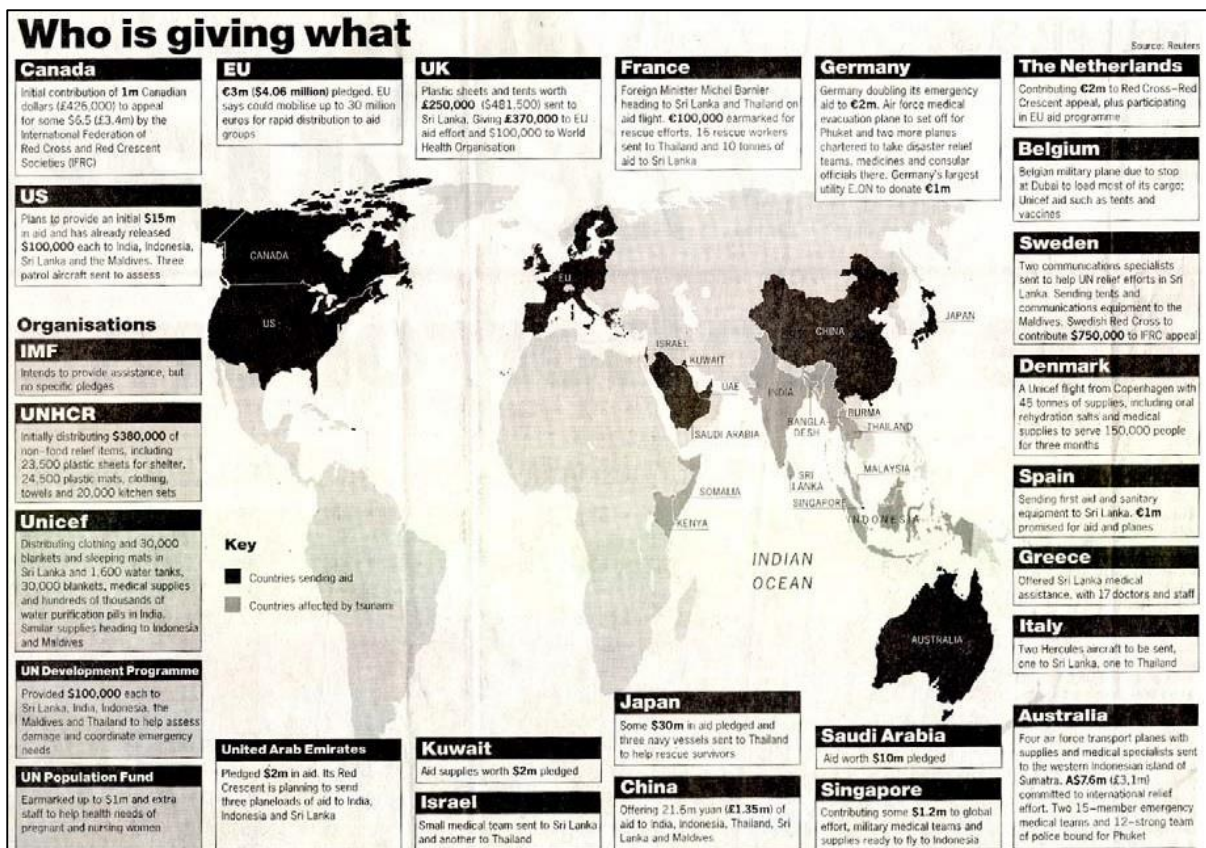 Who is giving what
Source: Reuters
Canada
Initial contribution of 1m Canadian
dollars (£426,000) to appeal
for some $6.5 (£3.4m) by the
International Federation of
Red Cross and Red Crescent
Societies (IFRC)
EU
€3m ($4.06 million) pledged. EU
says could mobilise up to 30 million
euros for rapid distribution to aid
groups
UK
Plastic sheets and tents worth
£250,000 ($481,500) sent to
Sri Lanka. Giving £370,000 to EU
aid effort and $100,000 to World
Health Organisation
France
Foreign Minister Michel Barnier
heading to Sri Lanka and Thailand on
aid flight. €100,000 earmarked for
rescue efforts, 16 rescue workers
sent to Thailand and 10 tonnes of
aid to Sri Lanka
Germany
Germany doubling its emergency
aid to €2m. Air force medical
evacuation plane to set off for
Phuket and two more planes
chartered to take disaster relief
teams, medicines and consular
officials there. Germany's largest
utility E.ON to donate €1m
The Netherlands
Contributing €2m to Red Cross-Red
Crescent appeal, plus participating
in EU aid programme
Belgium
Belgian military plane due to stop
at Dubai to load most of its cargo;
Unicef aid such as tents and
vaccines
Sweden
Two communications specialists
sent to help UN relief efforts in Sri
Lanka. Sending tents and
communications equipment to the
Maldives. Swedish Red Cross to
contribute $750,000 to IFRC appeal
Denmark
A Unicef flight from Copenhagen with
45 tonnes of supplies, including oral
rehydration salts and medical
supplies to serve 150,000 people
for three months
Spain
Sending first aid and sanitary
equipment to Sri Lanka. €1m
promised for aid and planes
Greece
Offered Sri Lanka medical
assistance, with 17 doctors and staff
Italy
Two Hercules aircraft to be sent,
one to Sri Lanka, one to Thailand
Australia
Four air force transport planes with
supplies and medical specialists sent
to the western Indonesian island of
Sumatra. A$7.6m (£3,1m)
committed to international relief
effort. Two 15-member emergency
medical teams and 12-strong team
of police bound for Phuket
US
Plans to provide an initial $15m
in aid and has already released
$100,000 each to India, Indonesia,
Sri Lanka and the Maldives. Three
patrol aircraft sent to assess
Organisations
IMF
Intends to provide assistance, but
no specific pledges
UNHCR
Initially distributing $380,000 of
non-food relief items, including
23,500 plastic sheets for shelter,
24,500 plastic mats, clothing,
towels and 20,000 kitchen sets
Unicef
Distributing clothing and 30,000
blankets and sleeping mats in
Sri Lanka and 1,600 water tanks,
30,000 blankets, medical supplies
and hundreds of thousands of
water purification pills in India.
Similar supplies heading to Indonesia
and Maldives
UN Development Programme
Provided $100,000 each to
Sri Lanka, India, Indonesia, the
Maldives and Thailand to help assess
damage and coordinate emergency
needs
UN Population Fund
Earmarked up to $1m and extra
staff to help health needs of
pregnant and nursing women
CANADA
US
EU
CHINA
JAPAN
ISRAEL
KUWAIT
UAE
SAUDI ARABIA
INDIA
BANGLA-
DESH
BURMA
THAILAND
MALAYSIA
SRI
LANKA
SINGAPORE
INDONESIA
SOMALIA
KENYA
INDIAN
OCEAN
AUSTRALIA
Key
Countries sending aid
Countries affected by tsunami
United Arab Emirates
Pledged $2m in aid. Its Red
Crescent is planning to send
three planeloads of aid to India,
Indonesia and Sri Lanka
Kuwait
Aid supplies worth $2m pledged
Israel
Small medical team sent to Sri Lanka
and another to Thailand
Japan
Some $30m in aid pledged and
three navy vessels sent to Thailand
to help rescue survivors
China
Offering 21.6m yuan (£1.35m) of
aid to India, Indonesia, Thailand, Sri
Lanka and Maldives
Saudi Arabia
Aid worth $10m pledged
Singapore
Contributing some $1.2m to global
effort, military medical teams and
supplies ready to fly to Indonesia